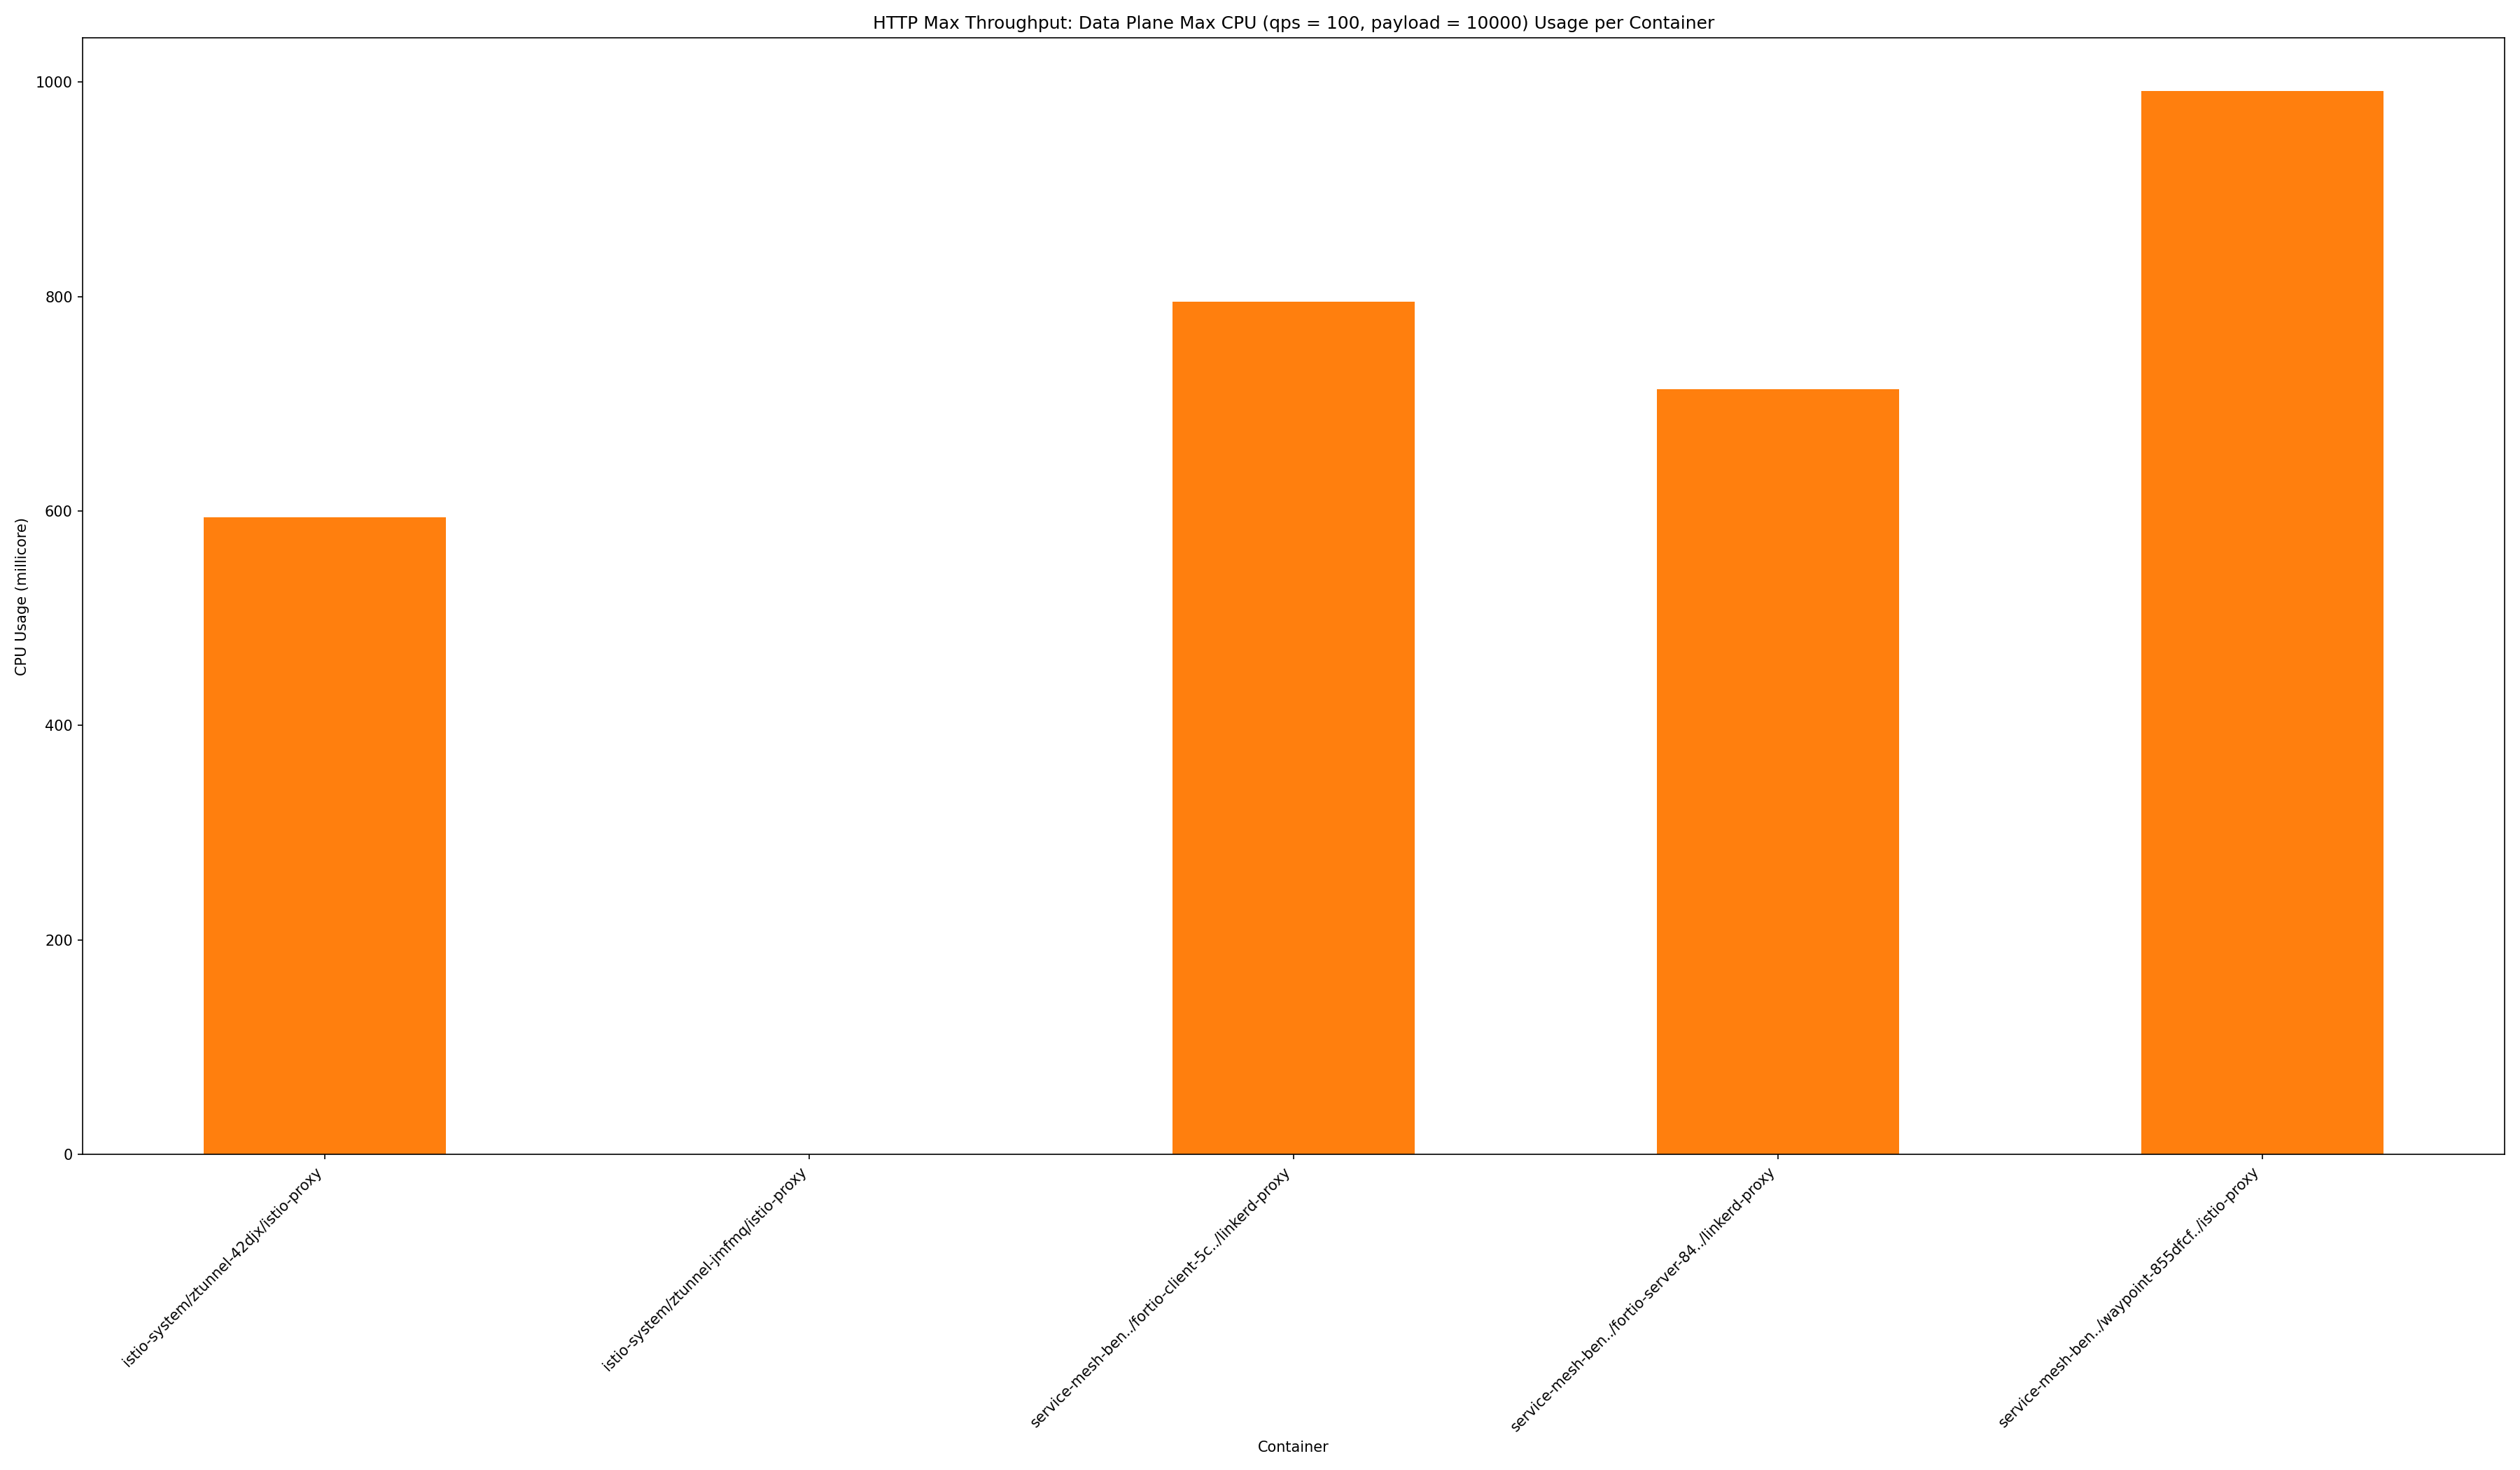 HTTP Max Throughput: Data Plane Max CPU (qps = 100, payload = 10000) Usage per Container
CPU Usage (millicore)
1000
800
600
400
200
0
istio-system/ztunnel-42djx/istio-proxy
istio-system/ztunnel-jmfmq/istio-proxy
service-mesh-ben../fortio-client-5c../linkerd-proxy
service-mesh-ben../fortio-server-84../linkerd-proxy
service-mesh-ben../waypoint-855dfcf../istio-proxy
Container